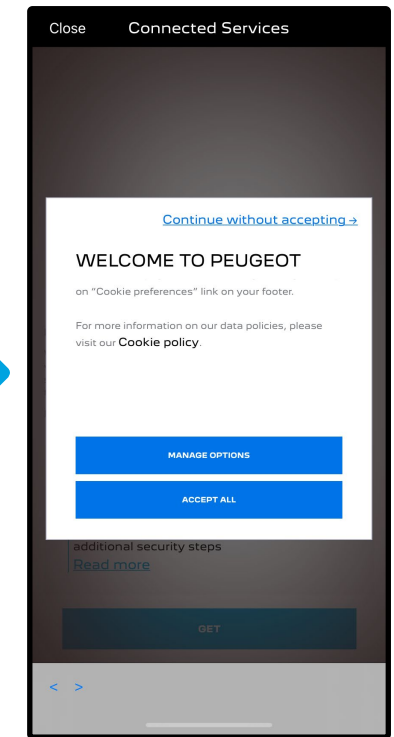 Close Connected Services
Continue without accepting →
WELCOME TO PEUGEOT
on “Cookie preferences” link on your footer.
For more information on our data policies, please
visit our Cookie policy.
MANAGE OPTIONS
ACCEPT ALL
additional security steps
Read more
GET
< >